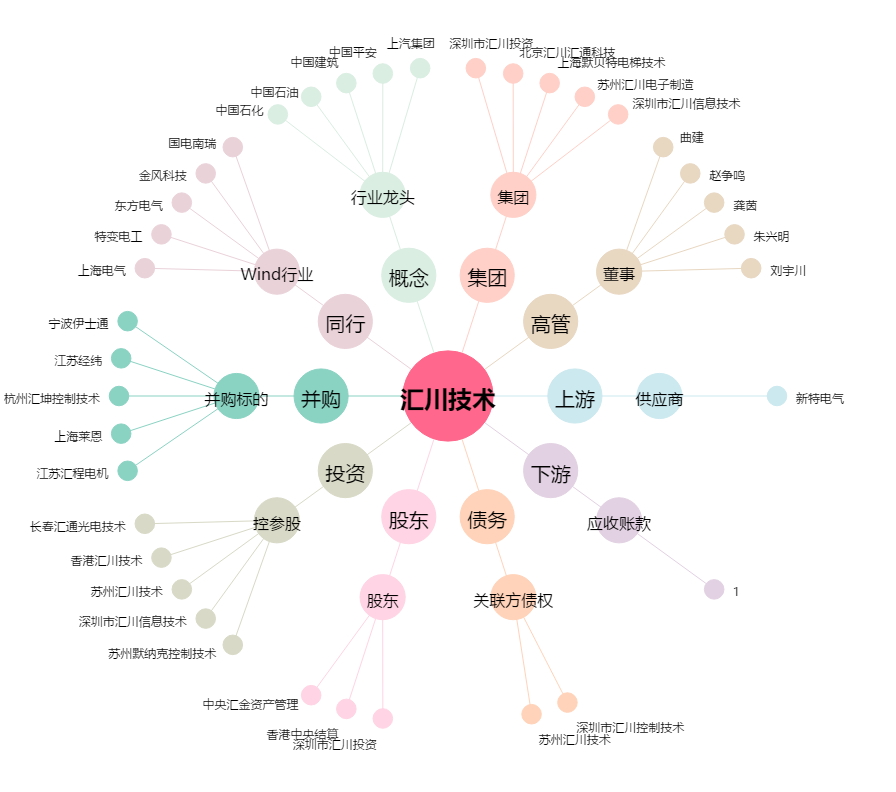 上汽集团
中国平安
中国建筑
中国石油
中国石化
行业龙头
概念
深圳市汇川投资
北京汇川汇通科技
上海默贝特电梯技术
苏州汇川电子制造
深圳市汇川信息技术
集团
集团
国电南瑞
金风科技
东方电气
特变电工
上海电气
Wind行业
同行
曲建
赵争鸣
龚茵
朱兴明
刘宇川
董事
高管
宁波伊士通
江苏经纬
杭州汇坤控制技术
上海莱恩
江苏汇程电机
并购标的
并购
汇川技术
上游
供应商
新特电气
投资
控参股
长春汇通光电技术
香港汇川技术
苏州汇川技术
深圳市汇川信息技术
苏州默纳克控制技术
下游
应收账款
1
股东
股东
中央汇金资产管理
香港中央结算
深圳市汇川投资
债务
关联方债权
深圳市汇川控制技术
苏州汇川技术